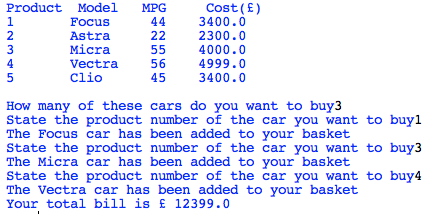 Product Model MPG Cost(£)
1 Focus 44 3400.0
2 Astra 22 2300.0
3 Micra 55 4000.0
4 Vectra 56 4999.0
5 Clio 45 3400.0
How many of these cars do you want to buy3
State the product number of the car you want to buy1
The Focus car has been added to your basket
State the product number of the car you want to buy3
The Micra car has been added to your basket
State the product number of the car you want to buy4
The Vectra car has been added to your basket
Your total bill is £ 12399.0